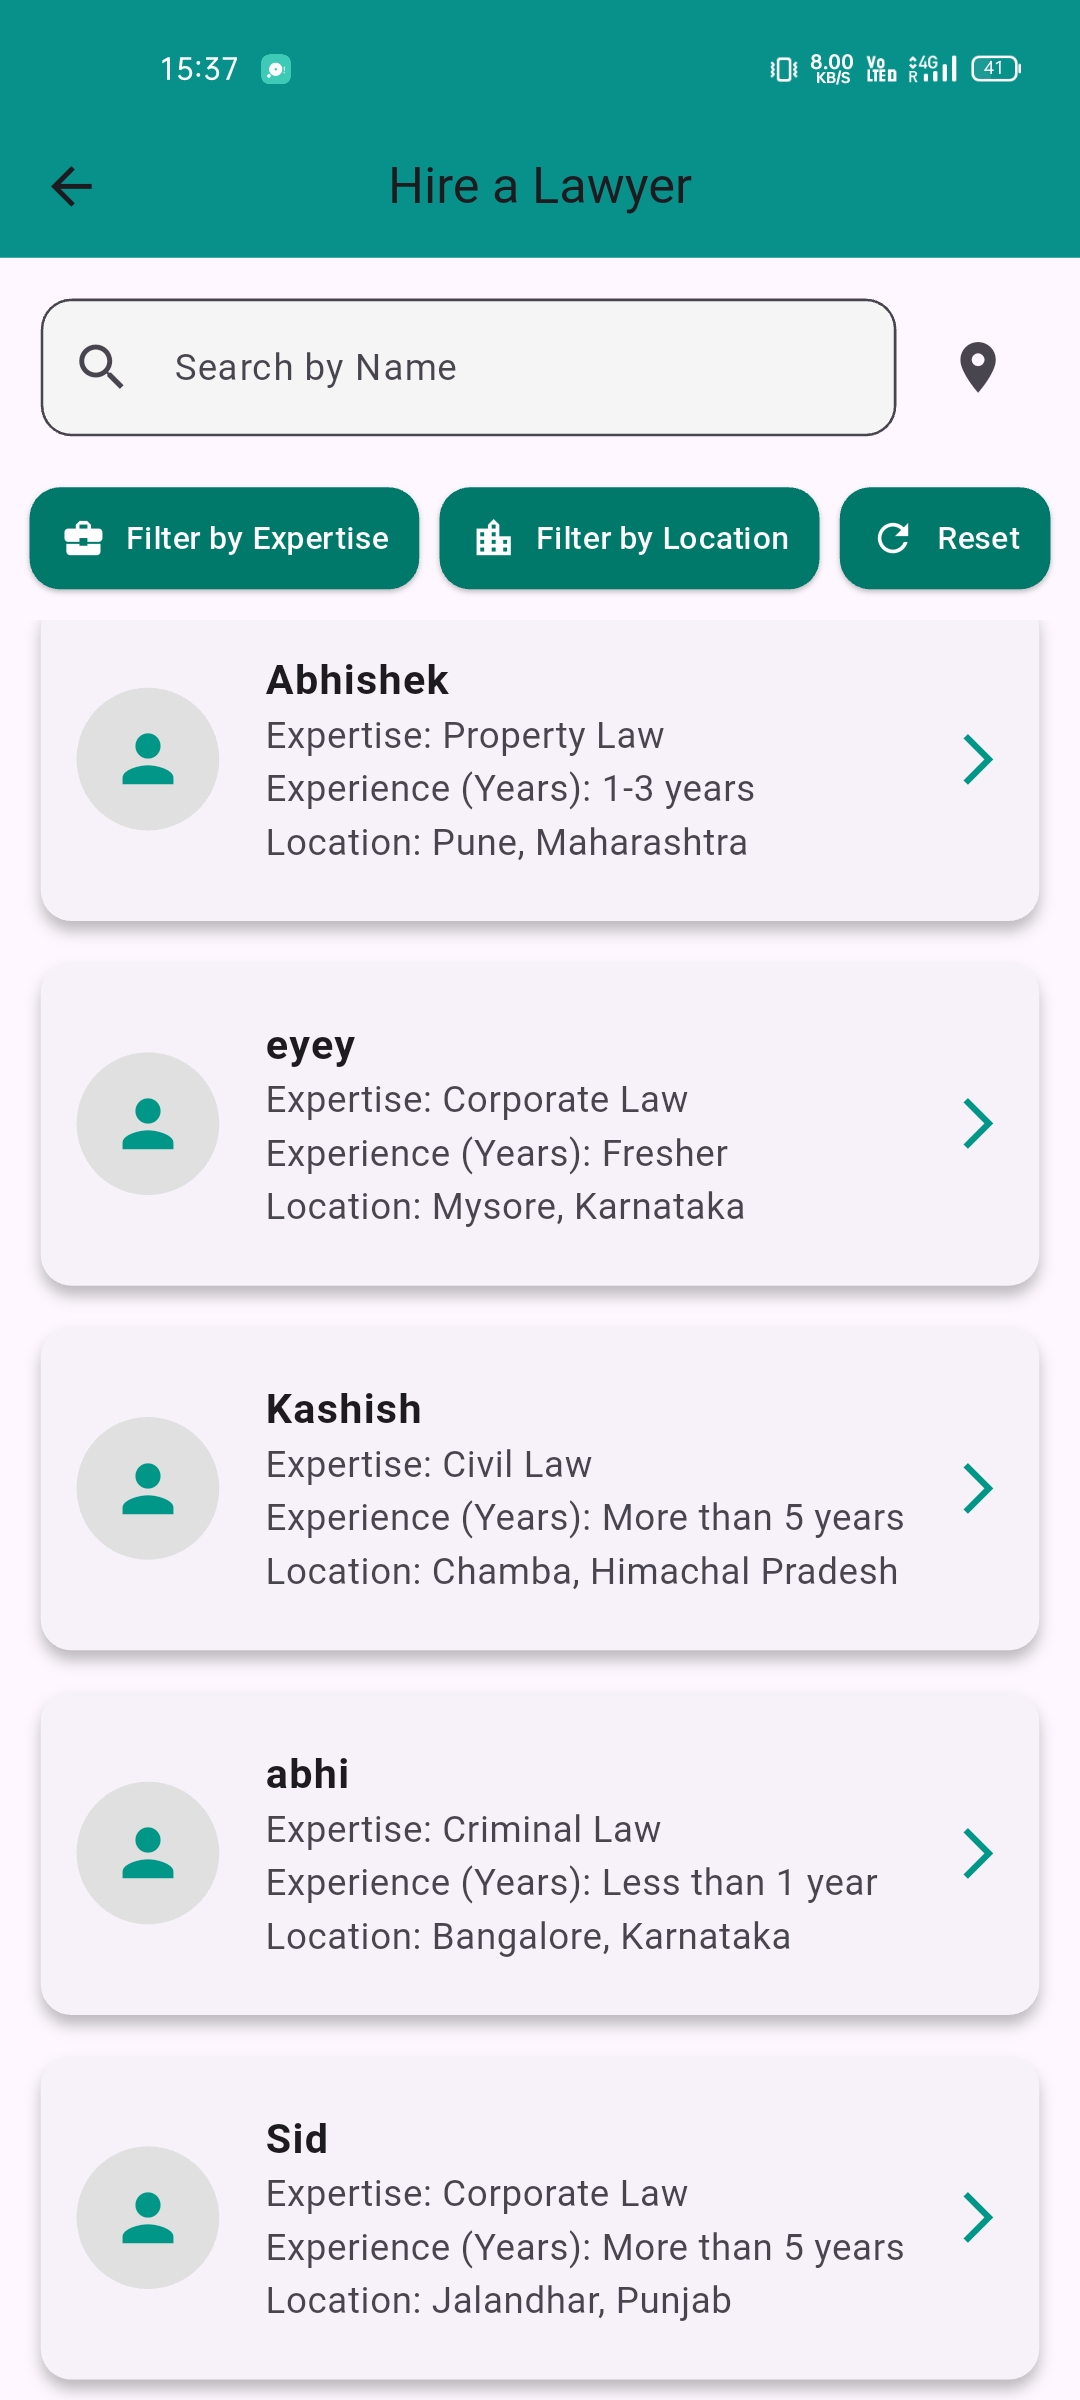 15:37
8.00 KB/S
Vo LTE
4G
R
41
Hire a Lawyer
Search by Name
Filter by Expertise
Filter by Location
Reset
Abhishek
Expertise: Property Law
Experience (Years): 1-3 years
Location: Pune, Maharashtra
eyey
Expertise: Corporate Law
Experience (Years): Fresher
Location: Mysore, Karnataka
Kashish
Expertise: Civil Law
Experience (Years): More than 5 years
Location: Chamba, Himachal Pradesh
abhi
Expertise: Criminal Law
Experience (Years): Less than 1 year
Location: Bangalore, Karnataka
Sid
Expertise: Corporate Law
Experience (Years): More than 5 years
Location: Jalandhar, Punjab